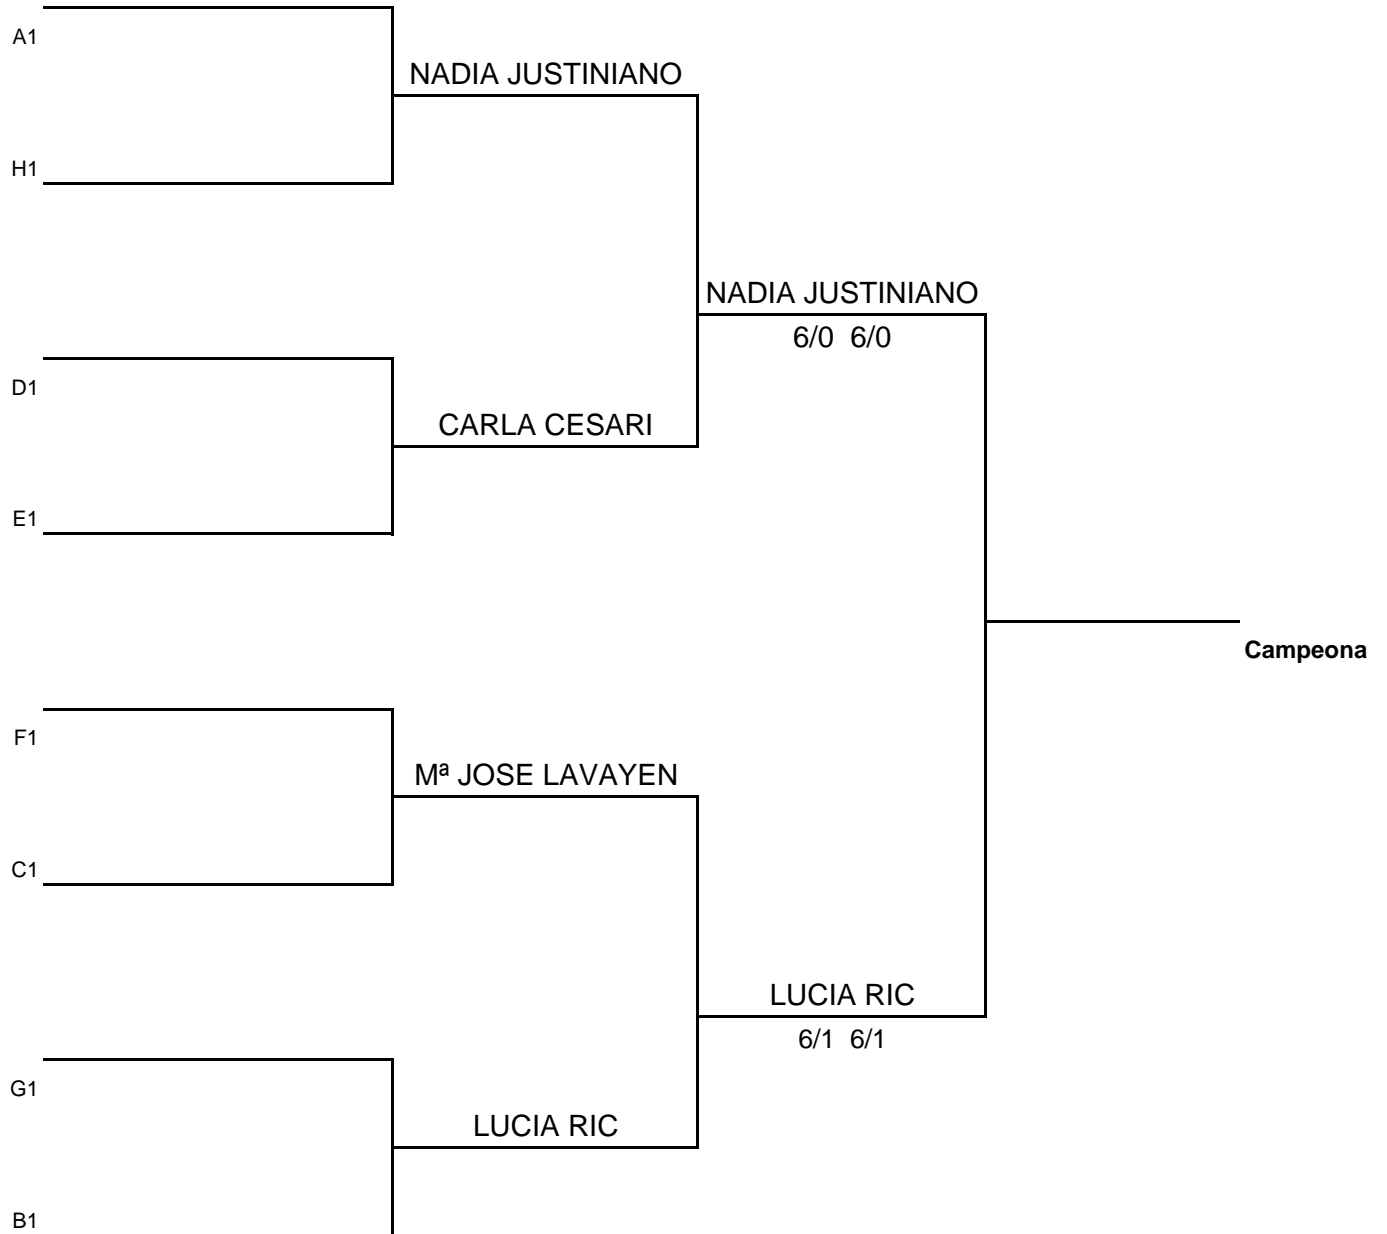 A1
NADIA JUSTINIANO
H1
NADIA JUSTINIANO
6/0 6/0
D1
CARLA CESARI
E1
Campeona
F1
Mª JOSE LAVAYEN
C1
LUCIA RIC
6/1 6/1
G1
LUCIA RIC
B1